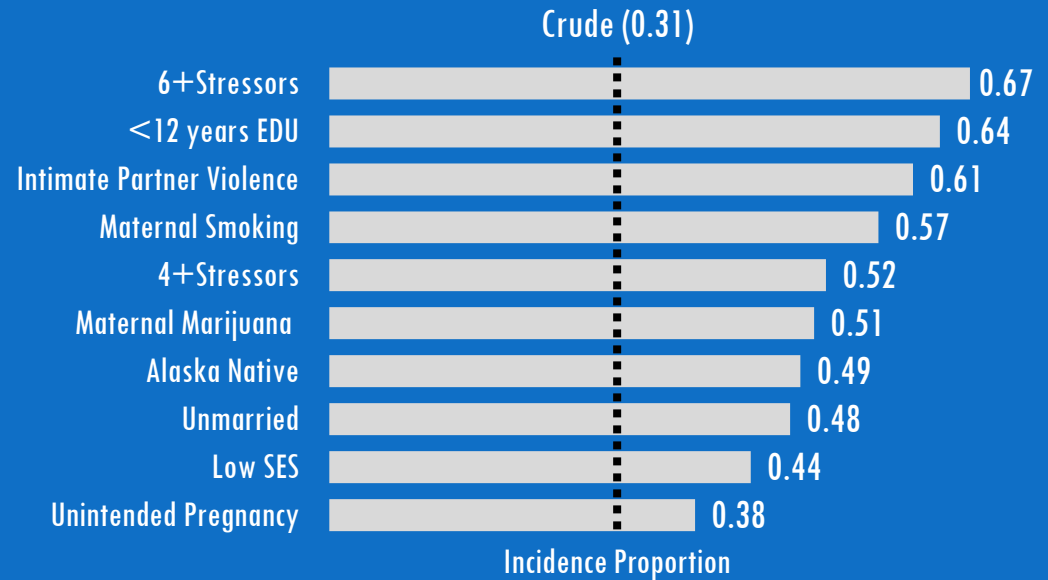 Crude (0.31)
6+Stressors 0.67
<12 years EDU 0.64
Intimate Partner Violence 0.61
Maternal Smoking 0.57
4+Stressors 0.52
Maternal Marijuana 0.51
Alaska Native 0.49
Unmarried 0.48
Low SES 0.44
Unintended Pregnancy 0.38
Incidence Proportion